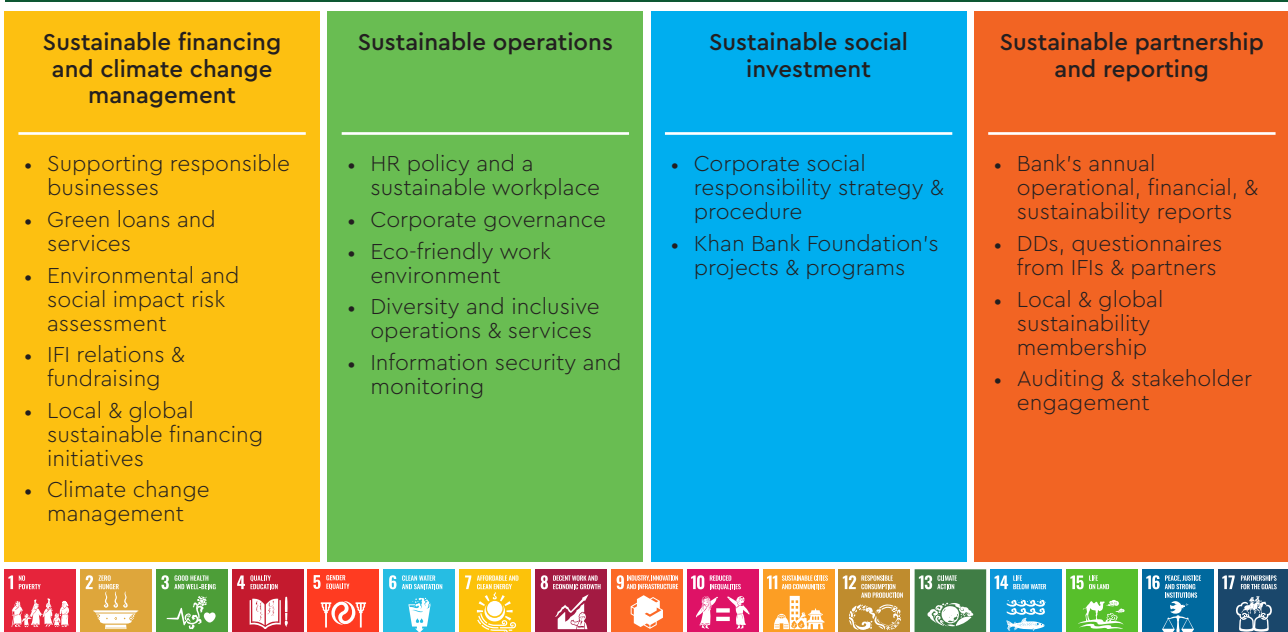 Sustainable financing
and climate change
management
• Supporting responsible
businesses
• Green loans and
services
• Environmental and
social impact risk
assessment
• IFI relations &
fundraising
• Local & global
sustainable financing
initiatives
• Climate change
management
Sustainable operations
• HR policy and a
sustainable workplace
• Corporate governance
• Eco-friendly work
environment
• Diversity and inclusive
operations & services
• Information security and
monitoring
Sustainable social
investment
• Corporate social
responsibility strategy &
procedure
• Khan Bank Foundation's
projects & programs
Sustainable partnership
and reporting
• Bank's annual
operational, financial, &
sustainability reports
• DDs, questionnaires
from IFIs & partners
• Local & global
sustainability
membership
• Auditing & stakeholder
engagement
1 NO
POVERTY
2 ZERO
HUNGER
3 GOOD HEALTH
AND WELL-BEING
4 QUALITY
EDUCATION
5 GENDER
EQUALITY
6 CLEAN WATER
AND SANITATION
7 AFFORDABLE AND
CLEAN ENERGY
8 DECENT WORK AND
ECONOMIC GROWTH
9 INDUSTRY, INNOVATION
AND INFRASTRUCTURE
10 REDUCED
INEQUALITIES
11 SUSTAINABLE CITIES
AND COMMUNITIES
12 RESPONSIBLE
CONSUMPTION
AND PRODUCTION
13 CLIMATE
ACTION
14 LIFE
BELOW WATER
15 LIFE
ON LAND
16 PEACE, JUSTICE
AND STRONG
INSTITUTIONS
17 PARTNERSHIPS
FOR THE GOALS